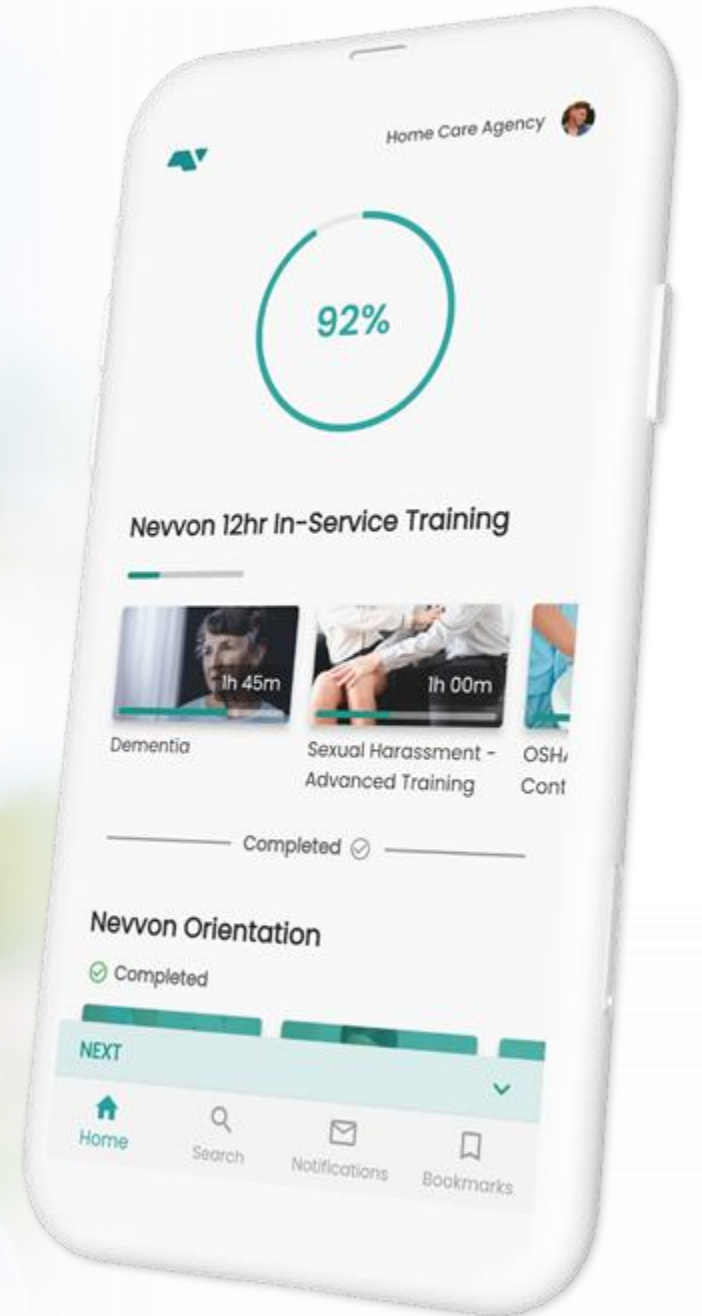 Home Care Agency
92%
Nevvon 12hr In-Service Training
1h 45m
1h 00m
Dementia
Sexual Harassment -
Advanced Training
Cont
Completed
Nevvon Orientation
Completed
NEXT
Home
Search
Notifications
Bookmarks